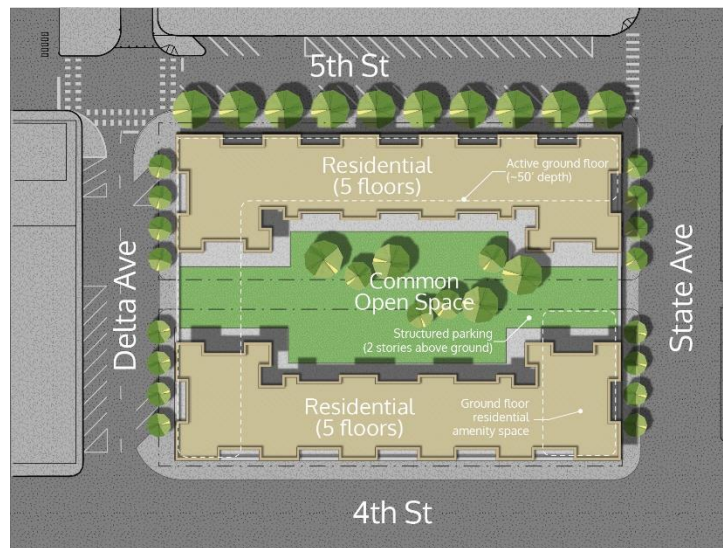 5th St
Residential
(5 floors)
Active ground floor
(~50' depth)
Delta Ave
State Ave
Common
Open Space
Structured parking
(2 stories above ground)
Residential
(5 floors)
Ground floor
residential
amenity space
4th St